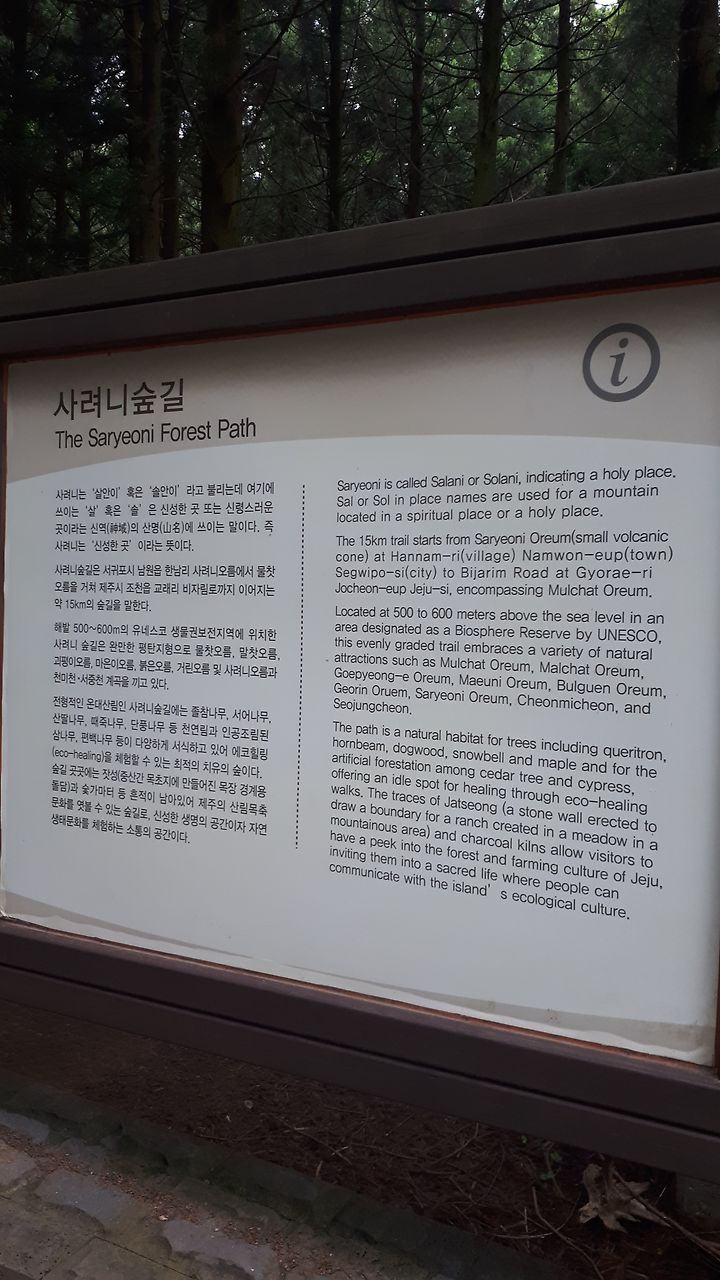 사려니숲길
The Saryeoni Forest Path
사려니는 '살안이' 혹은 '솔안이' 라고 불리는데 여기에
쓰이는 '살' 혹은 '솔' 은 신성한 곳 또는 신령스러운
곳이라는 신역(神域)의 산명(山名)에 쓰이는 말이다. 즉
사려니는 '신성한 곳' 이라는 뜻이다.
사려니숲길은 서귀포시 남원읍 한남리 사려니오름에서 물찻
오름을 거쳐 제주시 조천읍 교래리 비자림로까지 이어지는
약 15km의 숲길을 말한다.
해발 500~600m의 유네스코 생물권보전지역에 위치한
사려니 숲길은 완만한 평탄지형으로 물찻오름, 말찻오름,
괴평이오름, 마은이오름, 붉은오름, 거린오름 및 사려니오름과
천미천·서중천 계곡을 끼고 있다.
전형적인 온대산림인 사려니숲길에는 졸참나무, 서어나무,
산딸나무, 때죽나무, 단풍나무 등 천연림과 인공조림된
삼나무, 편백나무 등이 다양하게 서식하고 있어 에코힐링
(eco-healing)을 체험할 수 있는 최적의 치유의 숲이다.
숲길 곳곳에는 잣성(중산간 목초지에 만들어진 목장 경계용
돌담)과 숯가마터 등 흔적이 남아있어 제주의 산림목축
문화를 엿볼 수 있는 숲길로, 신성한 생명의 공간이자 자연
생태문화를 체험하는 소통의 공간이다.
Saryeoni is called Salani or Solani, indicating a holy place.
Sal or Sol in place names are used for a mountain
located in a spiritual place or a holy place.
The 15km trail starts from Saryeoni Oreum(small volcanic
cone) at Hannam-ri(village) Namwon-eup(town)
Segwipo-si(city) to Bijarim Road at Gyorae-ri
Jocheon-eup Jeju-si, encompassing Mulchat Oreum.
Located at 500 to 600 meters above the sea level in an
area designated as a Biosphere Reserve by UNESCO,
this evenly graded trail embraces a variety of natural
attractions such as Mulchat Oreum, Malchat Oreum,
Goepyeong-e Oreum, Maeuni Oreum, Bulguen Oreum,
Georin Oruem, Saryeoni Oreum, Cheonmicheon, and
Seojungcheon.
The path is a natural habitat for trees including queritron,
hornbeam, dogwood, snowbell and maple and for the
artificial forestation among cedar tree and cypress,
offering an idle spot for healing through eco-healing
walks. The traces of Jatseong (a stone wall erected to
draw a boundary for a ranch created in a meadow in a
mountainous area) and charcoal kilns allow visitors to
have a peek into the forest and farming culture of Jeju,
inviting them into a sacred life where people can
communicate with the island' s ecological culture.